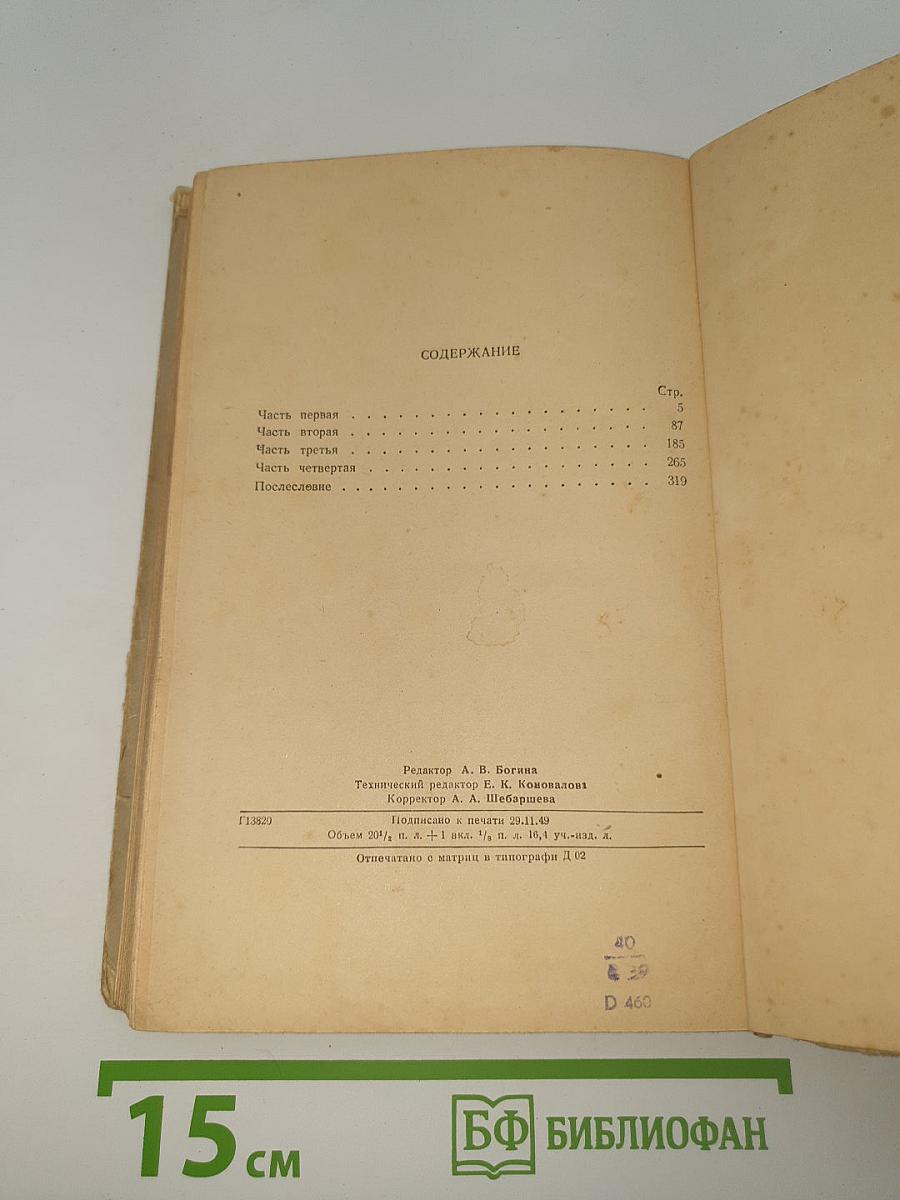 СОДЕРЖАНИЕ
Стр.
Часть первая . . . . . . . . . . . . . . . . . . . . 5
Часть вторая . . . . . . . . . . . . . . . . . . . . 87
Часть третья . . . . . . . . . . . . . . . . . . . . 185
Часть четвертая . . . . . . . . . . . . . . . . . . . 265
Послесловие . . . . . . . . . . . . . . . . . . . . 319
Редактор А. В. Богина
Технический редактор Е. К. Коновалова
Корректор А. А. Шебаршева
Г13820 Подписано к печати 29.11.49
Объем 20¹/₂ п. л. + 1 вкл. ¹/₈ п. л. 16,4 уч.-изд. л.
Отпечатано с матриц в типографи Д 02
40
39
D 460
15 см
БФ БИБЛИОФАН